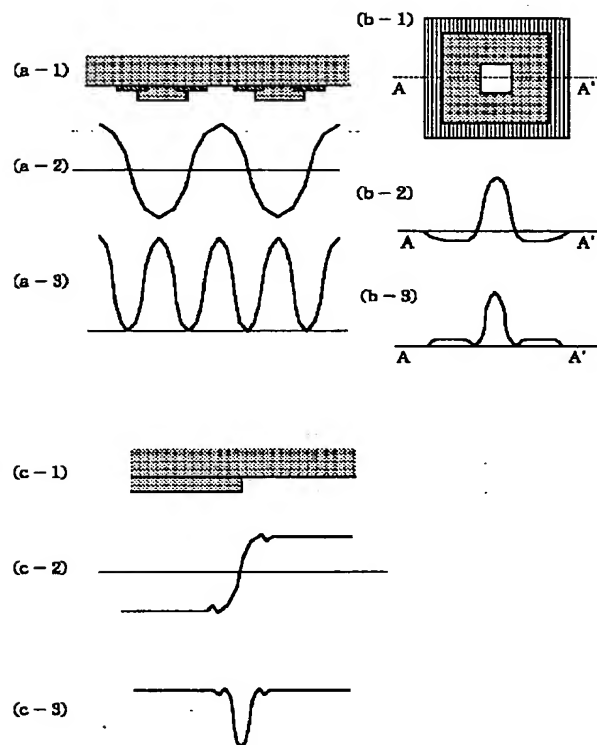 (a-1)
(a-2)
(a-3)
(b-1)
A A'
(b-2)
A A'
(b-3)
A A'
(c-1)
(c-2)
(c-3)